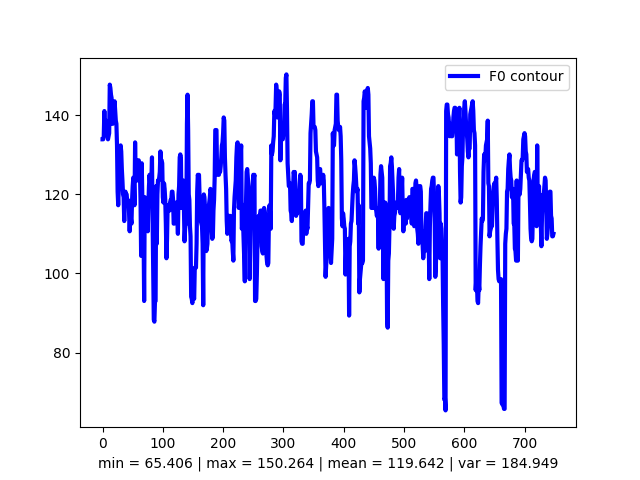 F0 contour
140
120
100
80
0 100 200 300 400 500 600 700
min = 65.406 | max = 150.264 | mean = 119.642 | var = 184.949